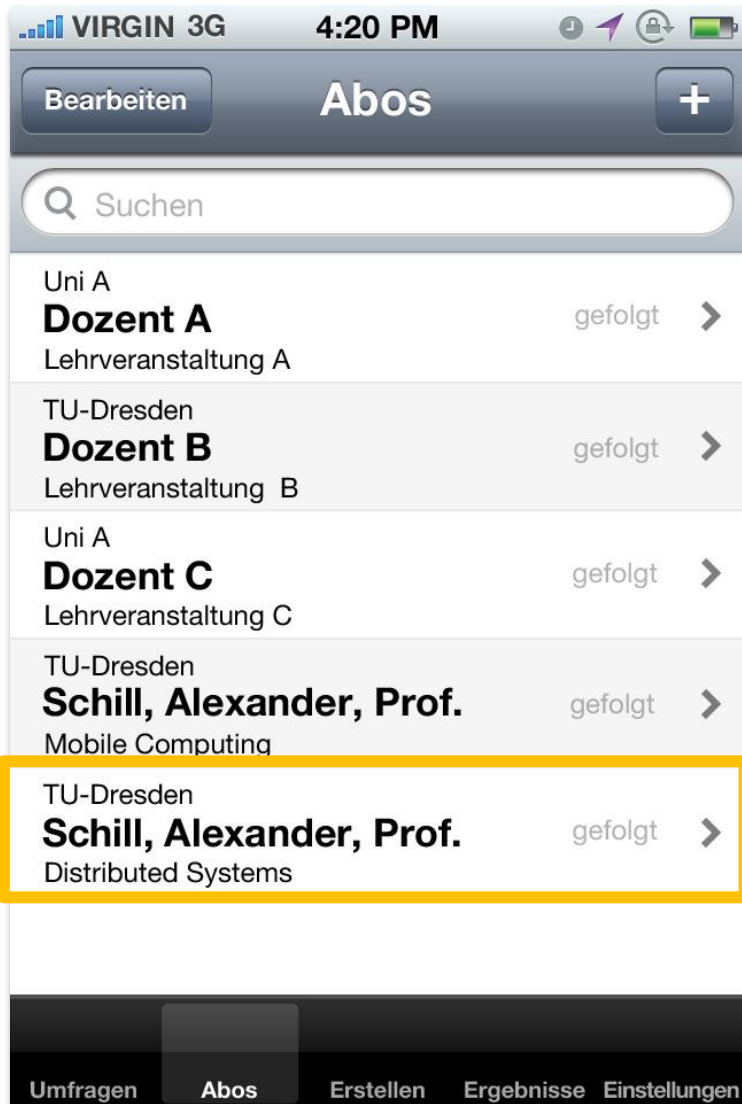 VIRGIN 3G 4:20 PM
Bearbeiten Abos +
Suchen
Uni A
Dozent A gefolgt
Lehrveranstaltung A
TU-Dresden
Dozent B gefolgt
Lehrveranstaltung B
Uni A
Dozent C gefolgt
Lehrveranstaltung C
TU-Dresden
Schill, Alexander, Prof. gefolgt
Mobile Computing
TU-Dresden
Schill, Alexander, Prof. gefolgt
Distributed Systems
Umfragen Abos Erstellen Ergebnisse Einstellungen